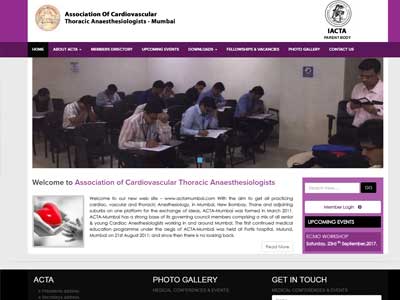 Association Of Cardiovascular
Thoracic Anaesthesiologists - Mumbai
IACTA
PARENT BODY
HOME
ABOUT ACTA
MEMBERS DIRECTORY
UPCOMING EVENTS
DOWNLOADS
FELLOWSHIPS & VACANCIES
PHOTO GALLERY
CONTACT US
Welcome to Association of Cardiovascular Thoracic Anaesthesiologists
Welcome to our new web site – www.actamumbai.com With the aim to get all practicing
cardiac, vascular and thoracic Anaesthesiology, in Mumbai, New Bombay, Thane and adjoining
suburbs on one platform for the exchange of ideas, ACTA-Mumbai was formed in March 2011.
ACTA-Mumbai has a strong base of its governing council members comprising a mix of all senior
& young Cardiac Anaesthesiologists working in and around Mumbai. The first continued medical
education programme under the aegis of ACTA-Mumbai was held at Fortis hospital, Mulund,
Mumbai on 21st August 2011; and since then there is no looking back.
Read More
Search Here....
GO
Member Login
UPCOMING EVENTS
ECMO WORKSHOP
Saturday, 23rd September,2017.
ACTA
PHOTO GALLERY
MEDICAL CONFERENCES & EVENTS
GET IN TOUCH
MEDICAL CONFERENCES & EVENTS